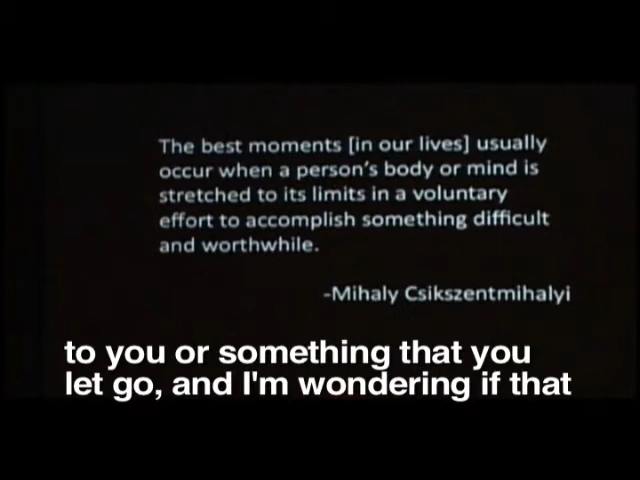 The best moments [in our lives] usually
occur when a person's body or mind is
stretched to its limits in a voluntary
effort to accomplish something difficult
and worthwhile.
-Mihaly Csikszentmihalyi
to you or something that you
let go, and I'm wondering if that